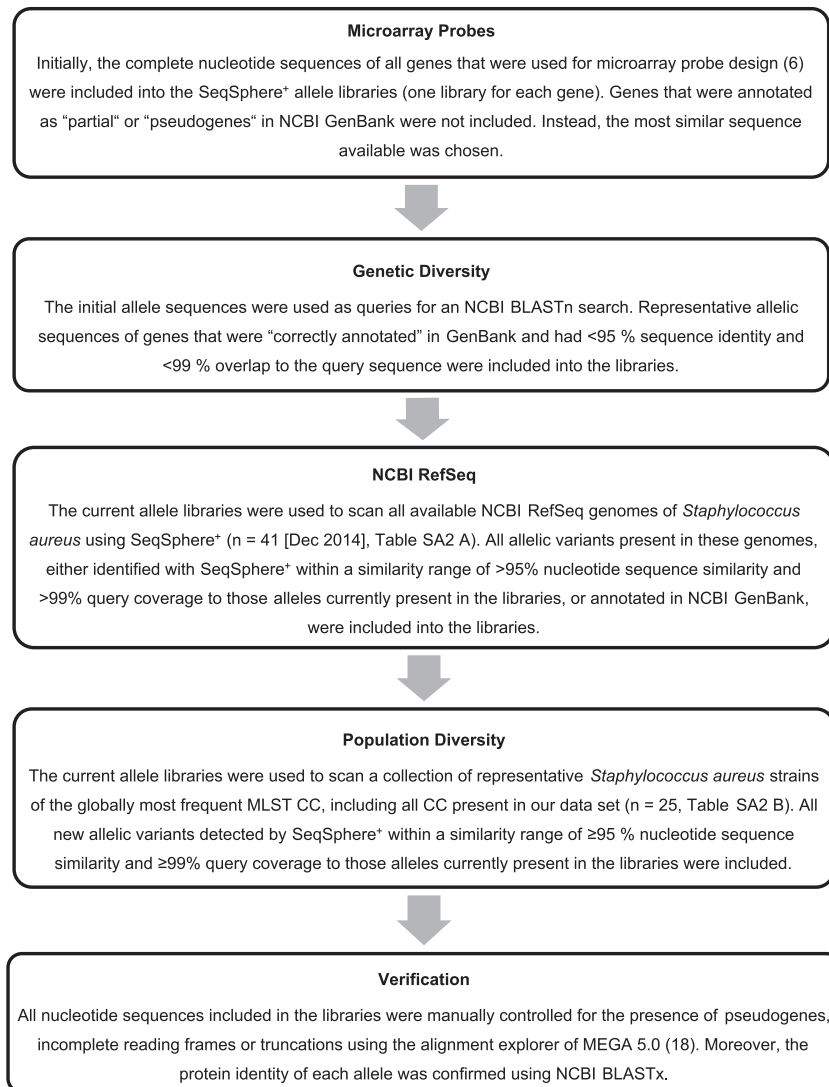 Microarray Probes
Initially, the complete nucleotide sequences of all genes that were used for microarray probe design (6)
were included into the SeqSphere⁺ allele libraries (one library for each gene). Genes that were annotated
as “partial“ or “pseudogenes“ in NCBI GenBank were not included. Instead, the most similar sequence
available was chosen.
Genetic Diversity
The initial allele sequences were used as queries for an NCBI BLASTn search. Representative allelic
sequences of genes that were “correctly annotated” in GenBank and had <95 % sequence identity and
<99 % overlap to the query sequence were included into the libraries.
NCBI RefSeq
The current allele libraries were used to scan all available NCBI RefSeq genomes of Staphylococcus
aureus using SeqSphere⁺ (n = 41 [Dec 2014], Table SA2 A). All allelic variants present in these genomes,
either identified with SeqSphere⁺ within a similarity range of >95% nucleotide sequence similarity and
>99% query coverage to those alleles currently present in the libraries, or annotated in NCBI GenBank,
were included into the libraries.
Population Diversity
The current allele libraries were used to scan a collection of representative Staphylococcus aureus strains
of the globally most frequent MLST CC, including all CC present in our data set (n = 25, Table SA2 B). All
new allelic variants detected by SeqSphere⁺ within a similarity range of ≥95 % nucleotide sequence
similarity and ≥99% query coverage to those alleles currently present in the libraries were included.
Verification
All nucleotide sequences included in the libraries were manually controlled for the presence of pseudogenes,
incomplete reading frames or truncations using the alignment explorer of MEGA 5.0 (18). Moreover, the
protein identity of each allele was confirmed using NCBI BLASTx.